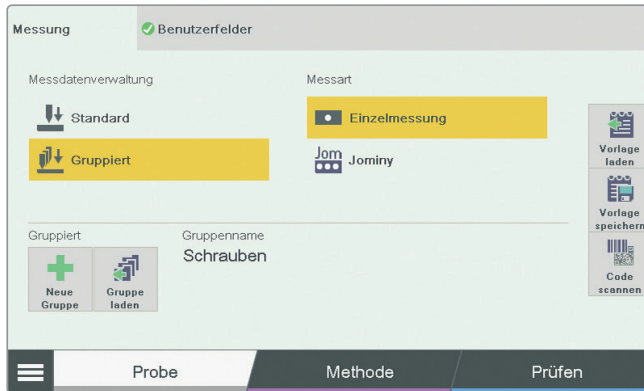 Messung
Benutzerfelder
Messdatenverwaltung
Standard
Gruppiert
Messart
Einzelmessung
Jom
Jominy
Gruppiert
Neue
Gruppe
Gruppe
laden
Gruppenname
Schrauben
Vorlage
laden
Vorlage
speichern
Code
scannen
Probe
Methode
Prüfen